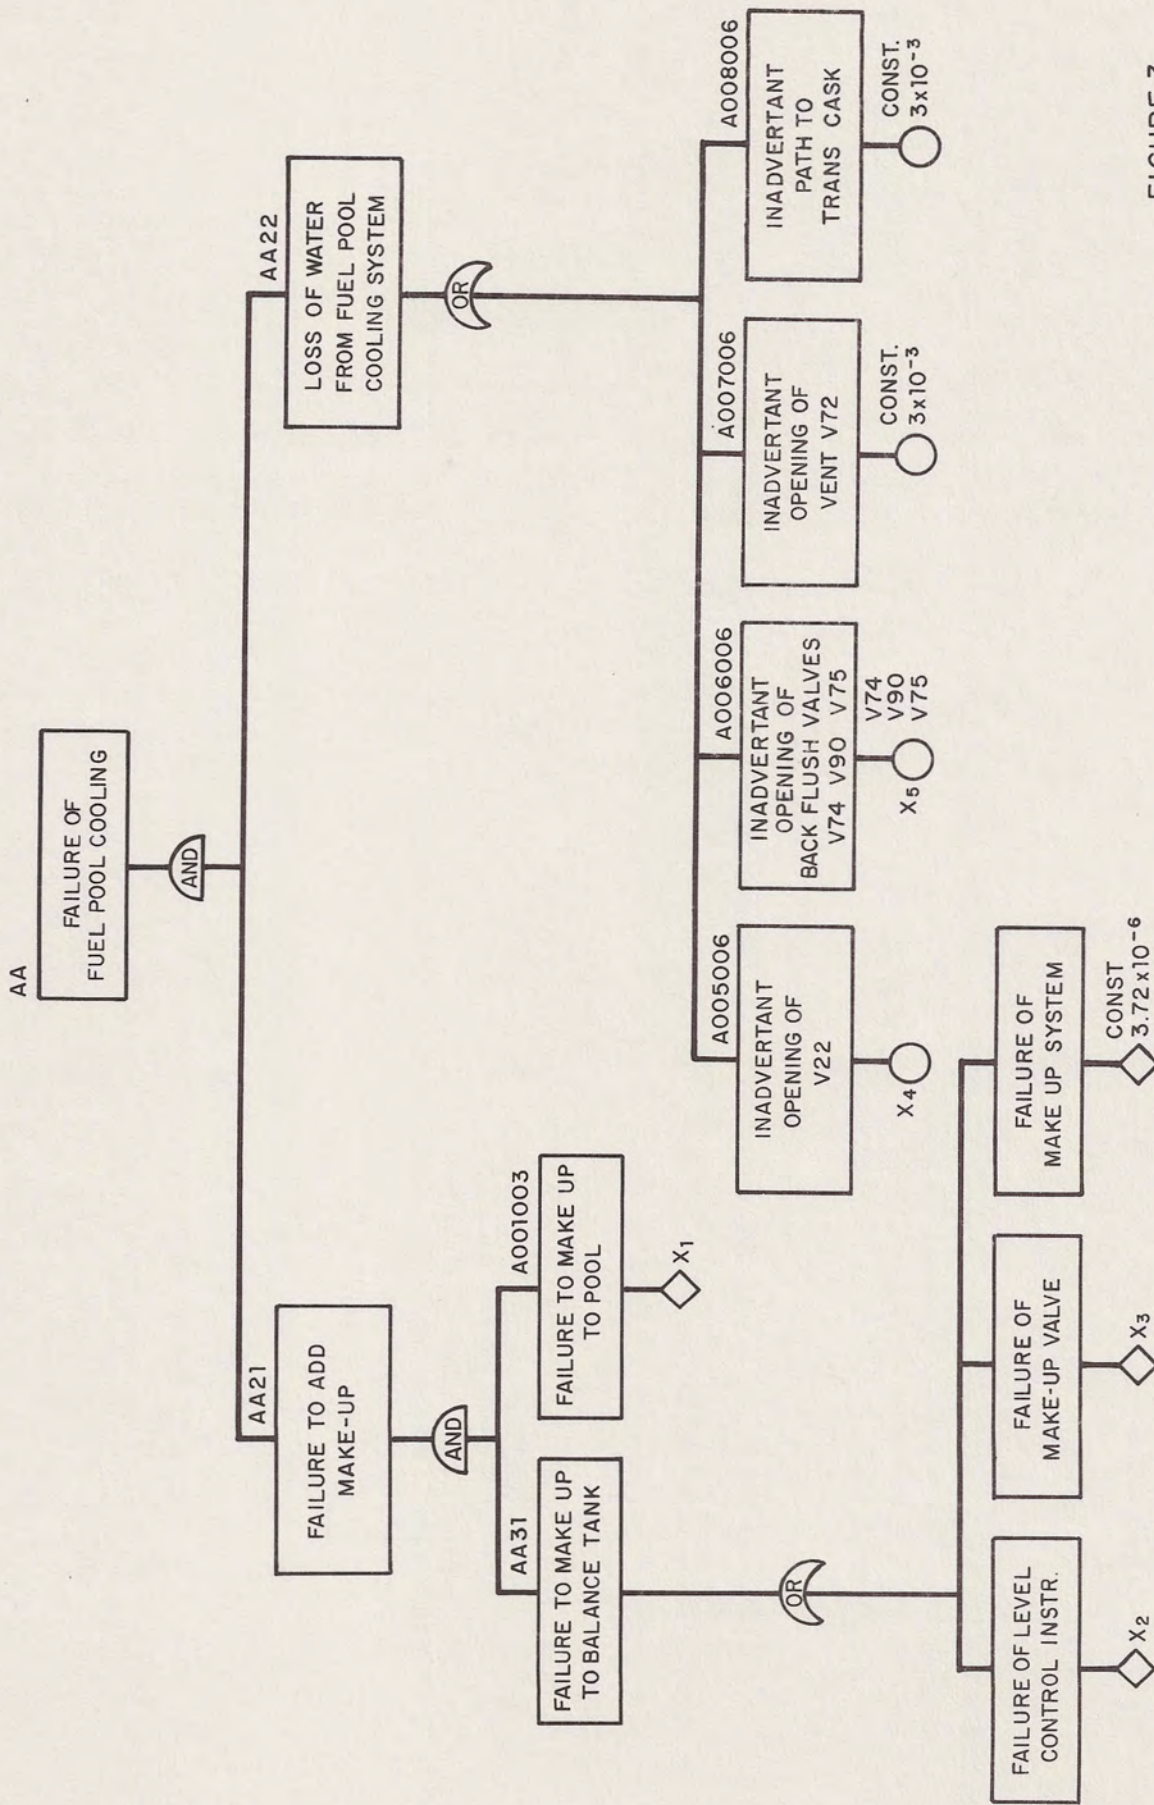 AA
FAILURE OF
FUEL POOL COOLING
AND
AA21
FAILURE TO ADD
MAKE-UP
AND
AA22
LOSS OF WATER
FROM FUEL POOL
COOLING SYSTEM
OR
AA31
FAILURE TO MAKE UP
TO BALANCE TANK
OR
A001003
FAILURE TO MAKE UP
TO POOL
X1
A005006
INADVERTANT
OPENING OF
V22
X4
A006006
INADVERTANT
OPENING OF
BACK FLUSH VALVES
V74 V90 V75
X5
V74
V90
V75
A007006
INADVERTANT
OPENING OF
VENT V72
CONST.
3x10-3
A008006
INADVERTANT
PATH TO
TRANS CASK
CONST.
3x10-3
FAILURE OF LEVEL
CONTROL INSTR.
X2
FAILURE OF
MAKE-UP VALVE
X3
FAILURE OF
MAKE UP SYSTEM
CONST
3.72x10-6